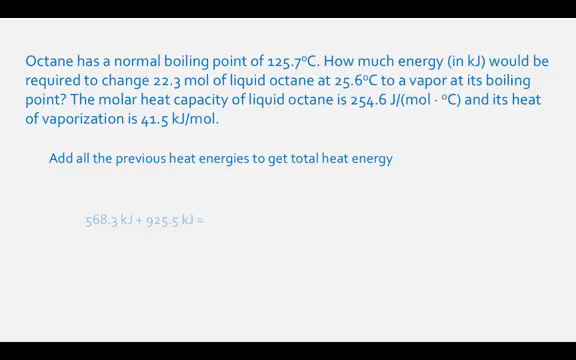 Octane has a normal boiling point of 125.7ºC. How much energy (in kJ) would be
required to change 22.3 mol of liquid octane at 25.6ºC to a vapor at its boiling
point? The molar heat capacity of liquid octane is 254.6 J/(mol · ºC) and its heat
of vaporization is 41.5 kJ/mol.
Add all the previous heat energies to get total heat energy
568.3 kJ + 925.5 kJ =